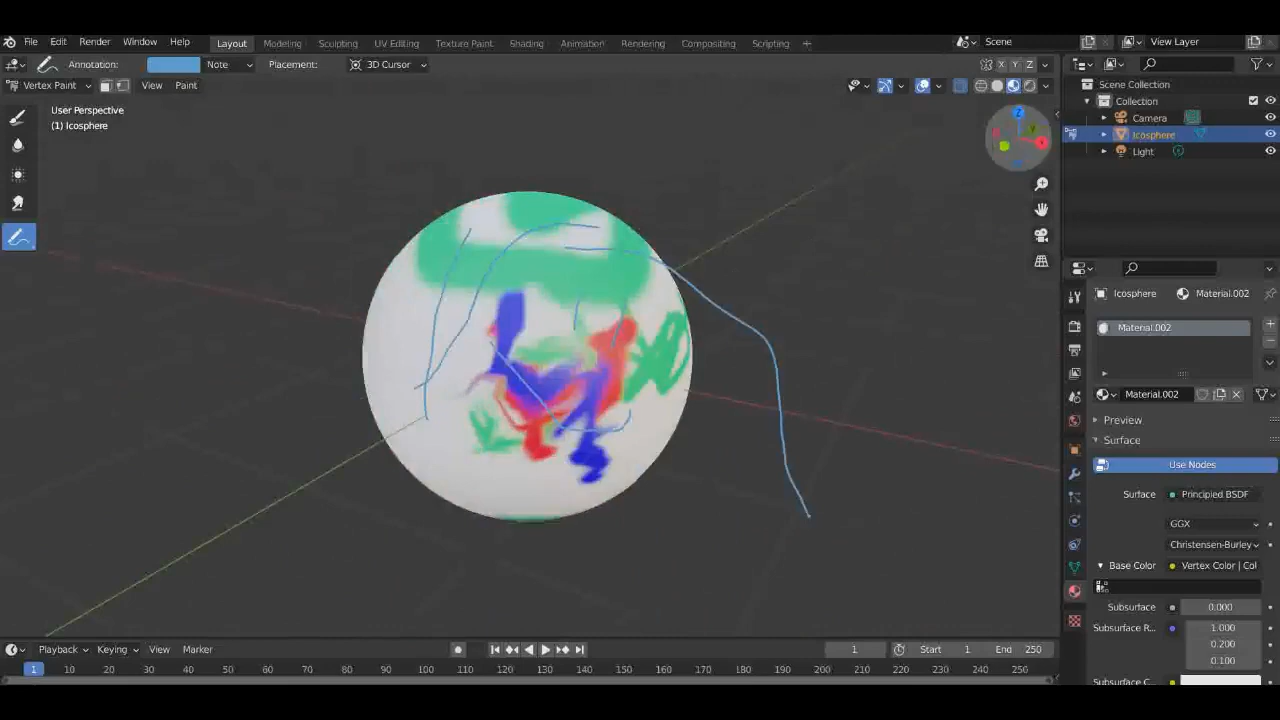 File Edit Render Window Help Layout Modeling Sculpting UV Editing Texture Paint Shading Animation Rendering Compositing Scripting + Scene View Layer
Annotation: Note Placement: 3D Cursor X Y Z
Vertex Paint View Paint
Scene Collection
User Perspective
(1) Icosphere
Collection
Camera
Icosphere
Light
Z
Y
X
Icosphere Material.002
Material.002
Material.002
Preview
Surface
Use Nodes
Surface Principled BSDF
GGX
Christensen-Burley
Base Color Vertex Color | Col
Subsurface 0.000
Subsurface R... 1.000
0.200
0.100
Subsurface C...
Playback Keying View Marker 1 Start 1 End 250
1 10 20 30 40 50 60 70 80 90 100 110 120 130 140 150 160 170 180 190 200 210 220 230 240 250